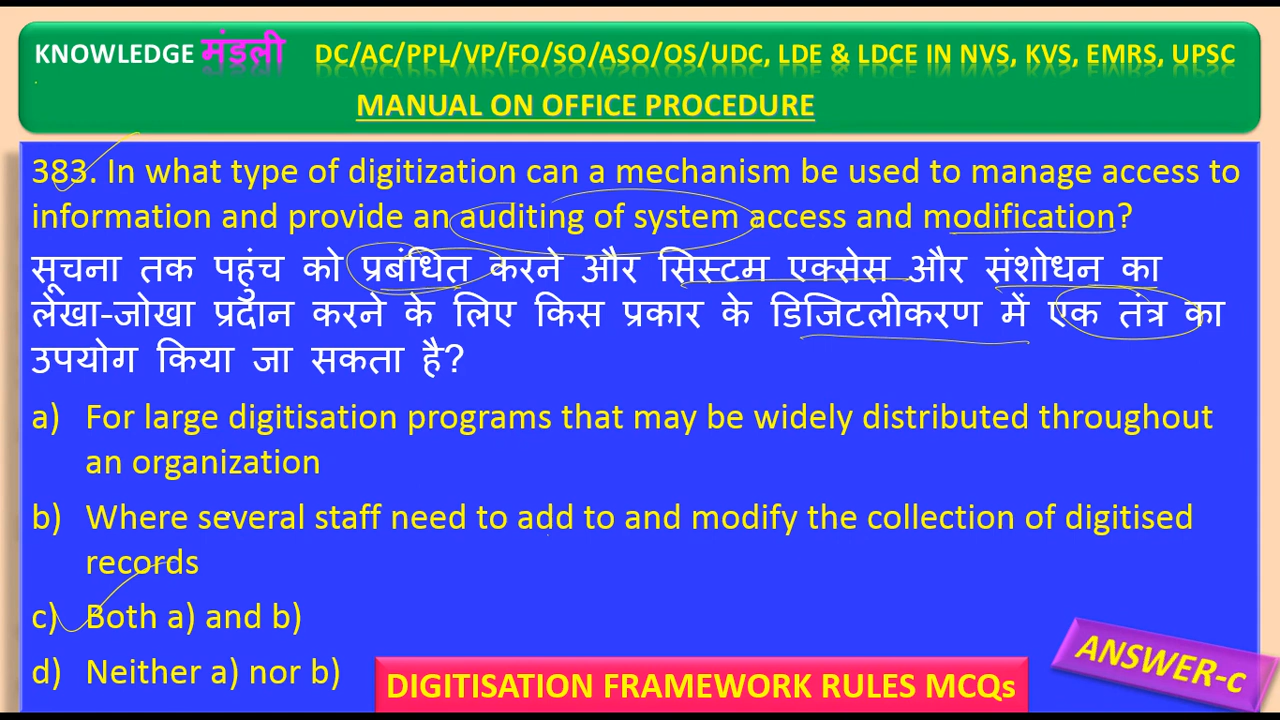 KNOWLEDGE मंडली DC/AC/PPL/VP/FO/SO/ASO/OS/UDC, LDE & LDCE IN NVS, KVS, EMRS, UPSC
MANUAL ON OFFICE PROCEDURE
383. In what type of digitization can a mechanism be used to manage access to
information and provide an auditing of system access and modification?
सूचना तक पहुंच को प्रबंधित करने और सिस्टम एक्सेस और संशोधन का
लेखा-जोखा प्रदान करने के लिए किस प्रकार के डिजिटलीकरण में एक तंत्र का
उपयोग किया जा सकता है?
a) For large digitisation programs that may be widely distributed throughout
an organization
b) Where several staff need to add to and modify the collection of digitised
records
c) Both a) and b)
d) Neither a) nor b)
ANSWER-c
DIGITISATION FRAMEWORK RULES MCQs